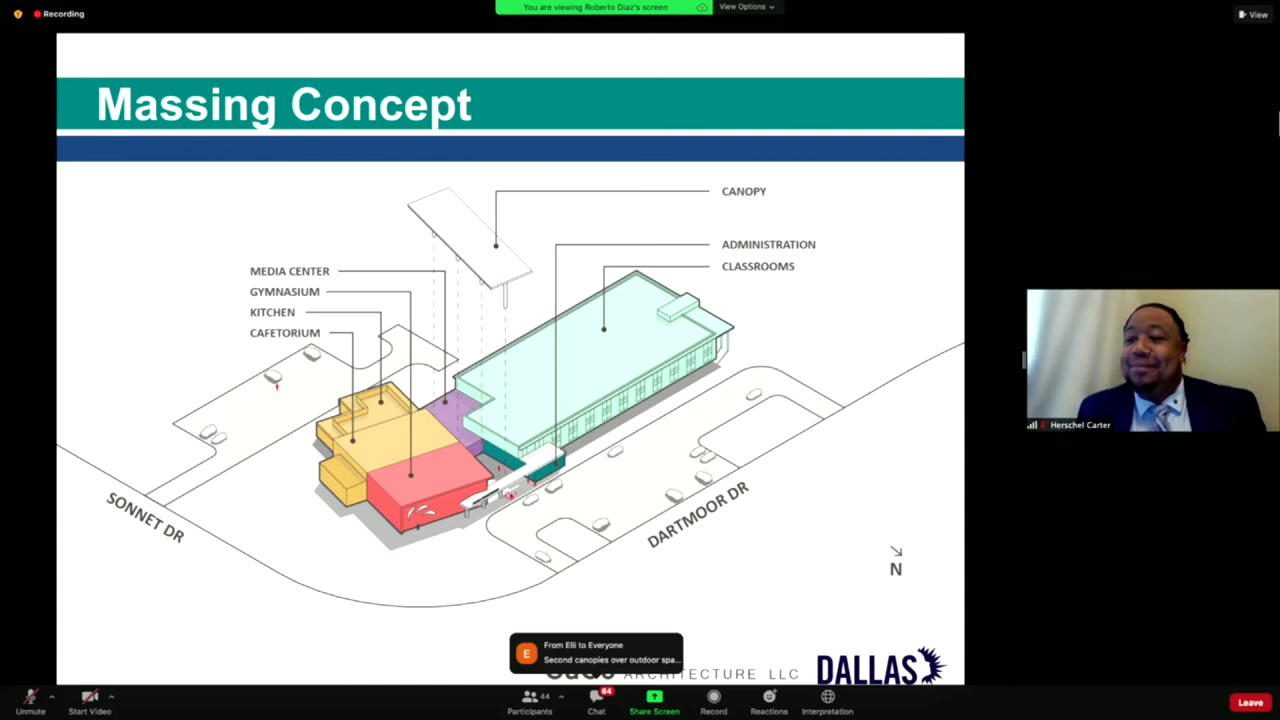 Recording
You are viewing Roberto Diaz's screen
View Options
View
Massing Concept
CANOPY
ADMINISTRATION
CLASSROOMS
MEDIA CENTER
GYMNASIUM
KITCHEN
CAFETORIUM
SONNET DR
DARTMOOR DR
N
Herschel Carter
E
From Elli to Everyone
Second canopies over outdoor spa...
ARCHITECTURE LLC
DALLAS
Unmute
Start Video
44
Participants
64
Chat
Share Screen
Record
Reactions
Interpretation
Leave